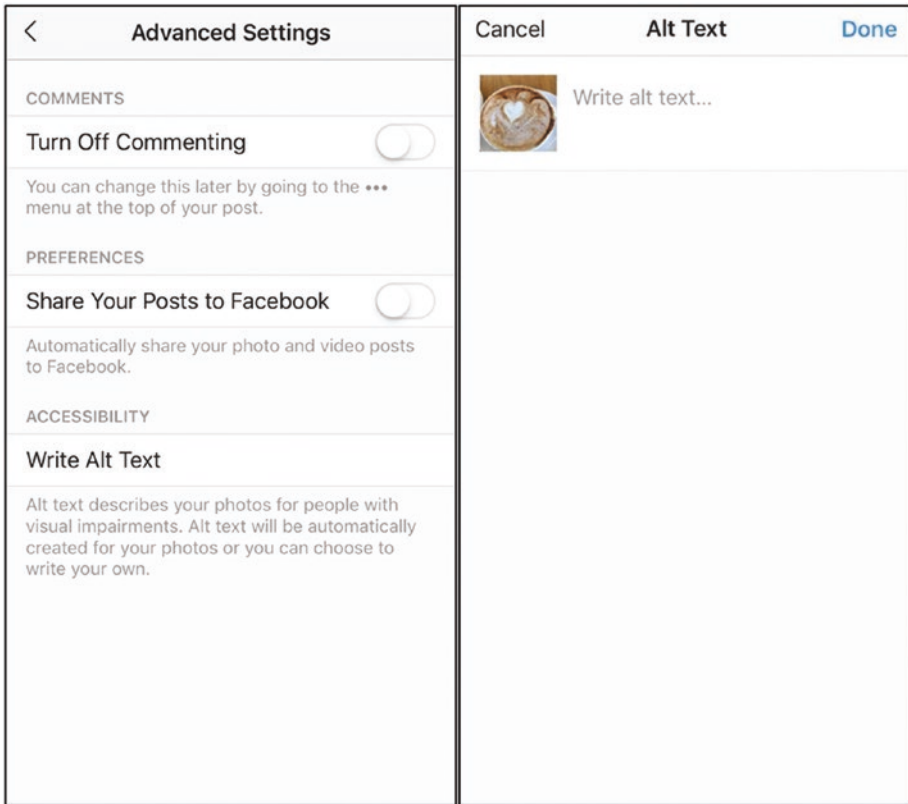 Advanced Settings
COMMENTS
Turn Off Commenting
You can change this later by going to the •••
menu at the top of your post.
PREFERENCES
Share Your Posts to Facebook
Automatically share your photo and video posts
to Facebook.
ACCESSIBILITY
Write Alt Text
Alt text describes your photos for people with
visual impairments. Alt text will be automatically
created for your photos or you can choose to
write your own.
Cancel Alt Text Done
Write alt text...